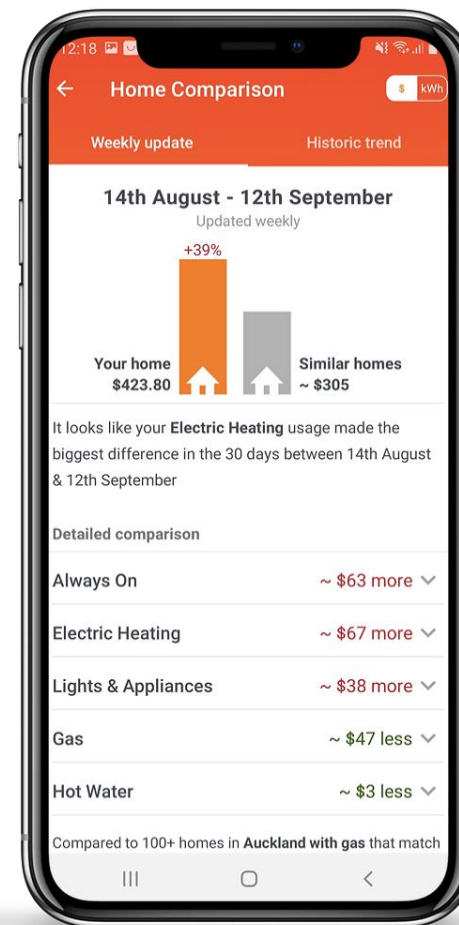 12:18
Home Comparison
$ kWh
Weekly update
Historic trend
14th August - 12th September
Updated weekly
+39%
Your home
$423.80
Similar homes
~ $305
It looks like your Electric Heating usage made the
biggest difference in the 30 days between 14th August
& 12th September
Detailed comparison
Always On ~ $63 more
Electric Heating ~ $67 more
Lights & Appliances ~ $38 more
Gas ~ $47 less
Hot Water ~ $3 less
Compared to 100+ homes in Auckland with gas that match